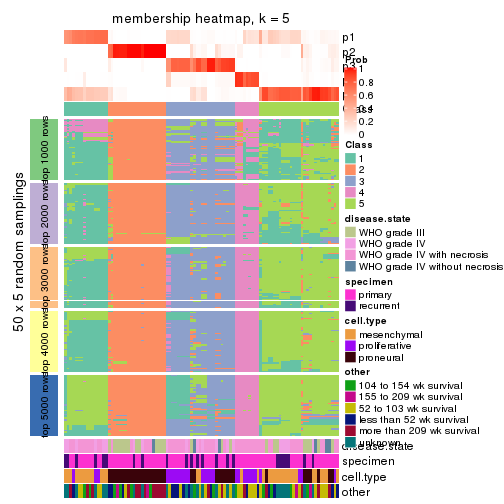 membership heatmap, k = 5
p1
p2
p3
Prob
1
0.8
0.6
0.4
0.2
0
Class
1
2
3
4
5
disease.state
WHO grade III
WHO grade IV
WHO grade IV with necrosis
WHO grade IV without necrosis
specimen
primary
recurrent
cell.type
mesenchymal
proliferative
proneural
other
104 to 154 wk survival
155 to 209 wk survival
52 to 103 wk survival
less than 52 wk survival
more than 209 wk survival
unknown
50 x 5 random samplings
top 1000 rows
top 2000 rows
top 3000 rows
top 4000 rows
top 5000 rows
disease.state
specimen
cell.type
other